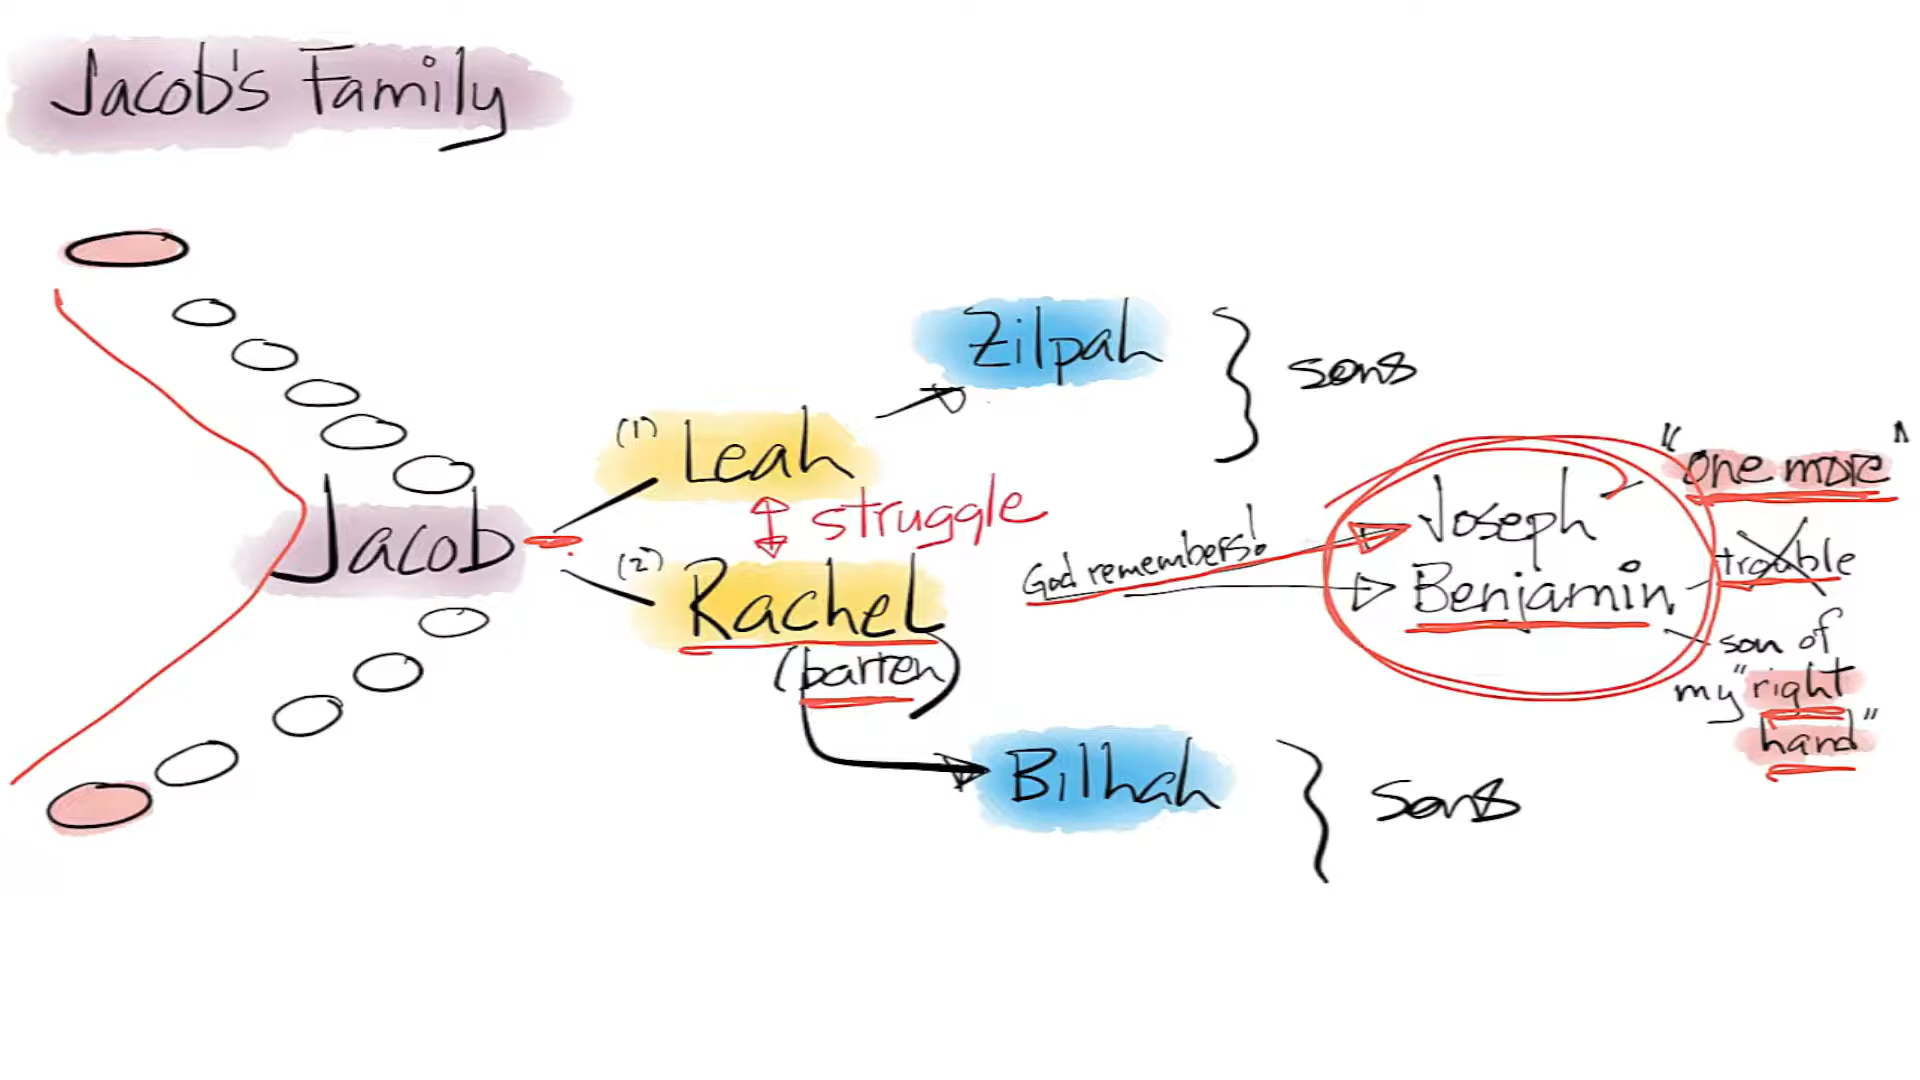 Jacob's Family
Zilpah
sons
(1) Leah
struggle
"one more"
Jacob
God remembers!
Joseph
(2) Rachel
(barren)
Benjamin
trouble
son of
my "right
hand"
Bilhah
sons